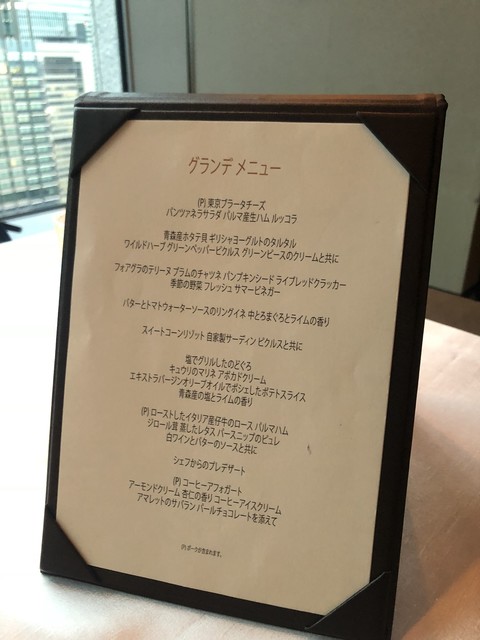 グランデ メニュー
(P) 東京ブラータチーズ
パンツァネラサラダ パルマ産生ハム ルッコラ
青森産ホタテ貝 ギリシャヨーグルトのタルタル
ワイルドハーブ グリーンペッパーピクルス グリーンピースのクリームと共に
フォアグラのテリーヌ プラムのチャツネ パンプキンシード ライブレッドクラッカー
季節の野菜 フレッシュ サマービネガー
バターとトマトウォーターソースのリングイネ 中とろまぐろとライムの香り
スイートコーンリゾット 自家製サーディン ピクルスと共に
塩でグリルしたのどぐろ
キュウリのマリネ アボカドクリーム
エキストラバージンオリーブオイルでポシェしたポテトスライス
青森産の塩とライムの香り
(P) ローストしたイタリア産仔牛のロース パルマハム
ジロール茸 蒸したレタス パースニップのピュレ
白ワインとバターのソースと共に
シェフからのプレデザート
(P) コーヒーアフォガート
アーモンドクリーム 杏仁の香り コーヒーアイスクリーム
アマレットのサバラン パールチョコレートを添えて
(P) ポークが含まれます。